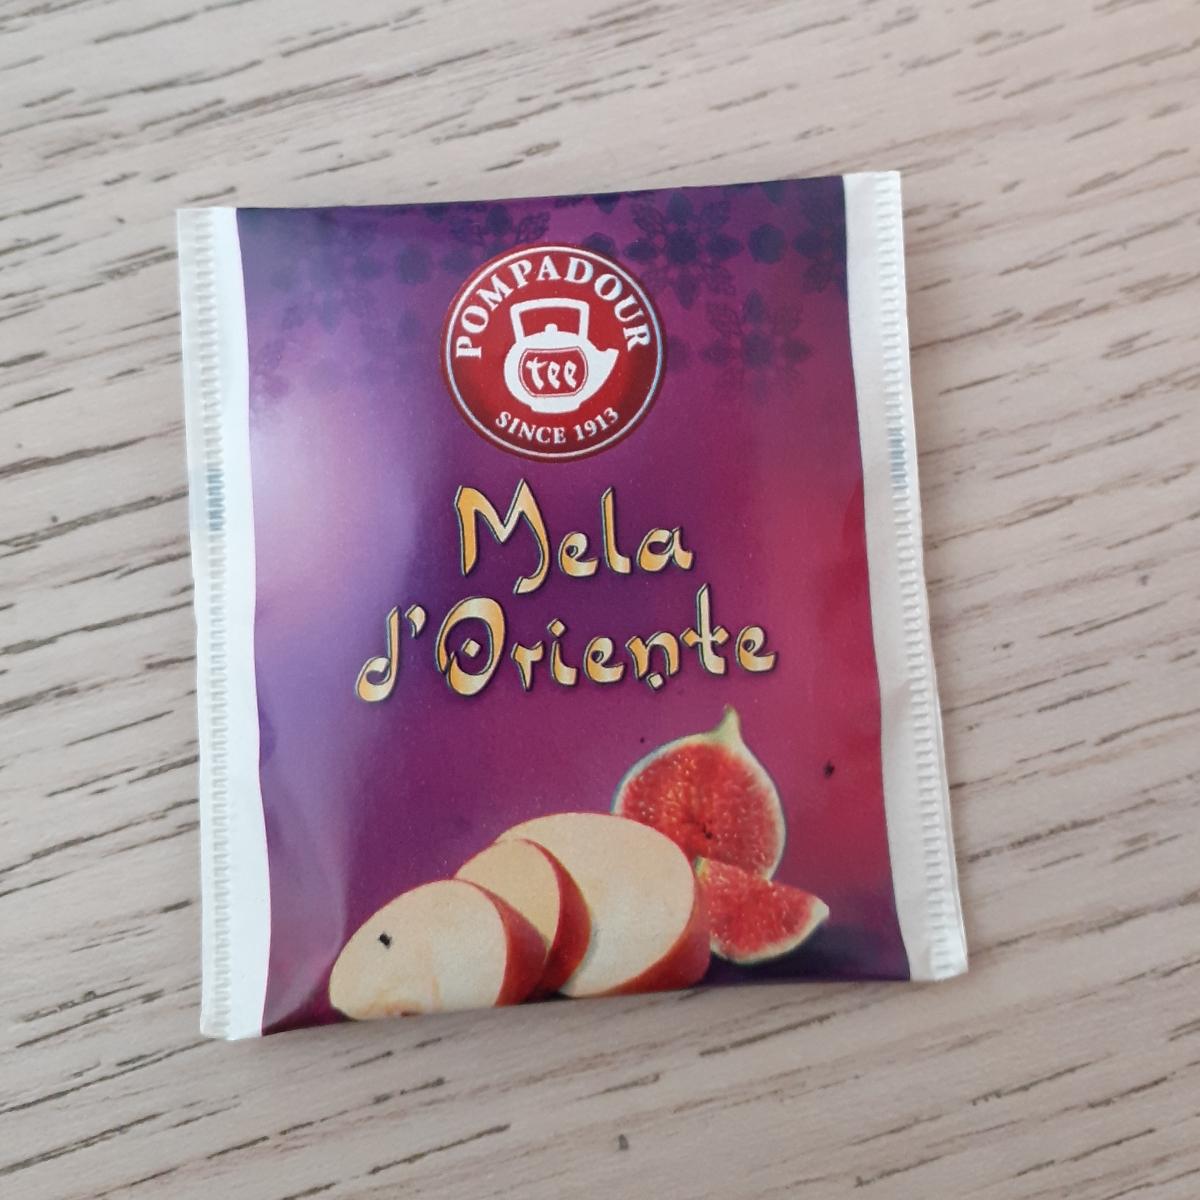 POMPADOUR
tee
SINCE 1913
Mela
d'Oriente